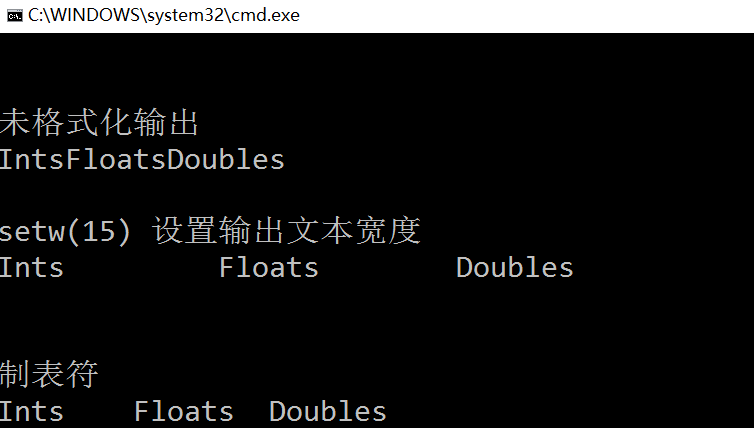 C:\WINDOWS\system32\cmd.exe
未格式化输出
IntsFloatsDoubles
setw(15) 设置输出文本宽度
Ints           Floats         Doubles
制表符
Ints    Floats  Doubles